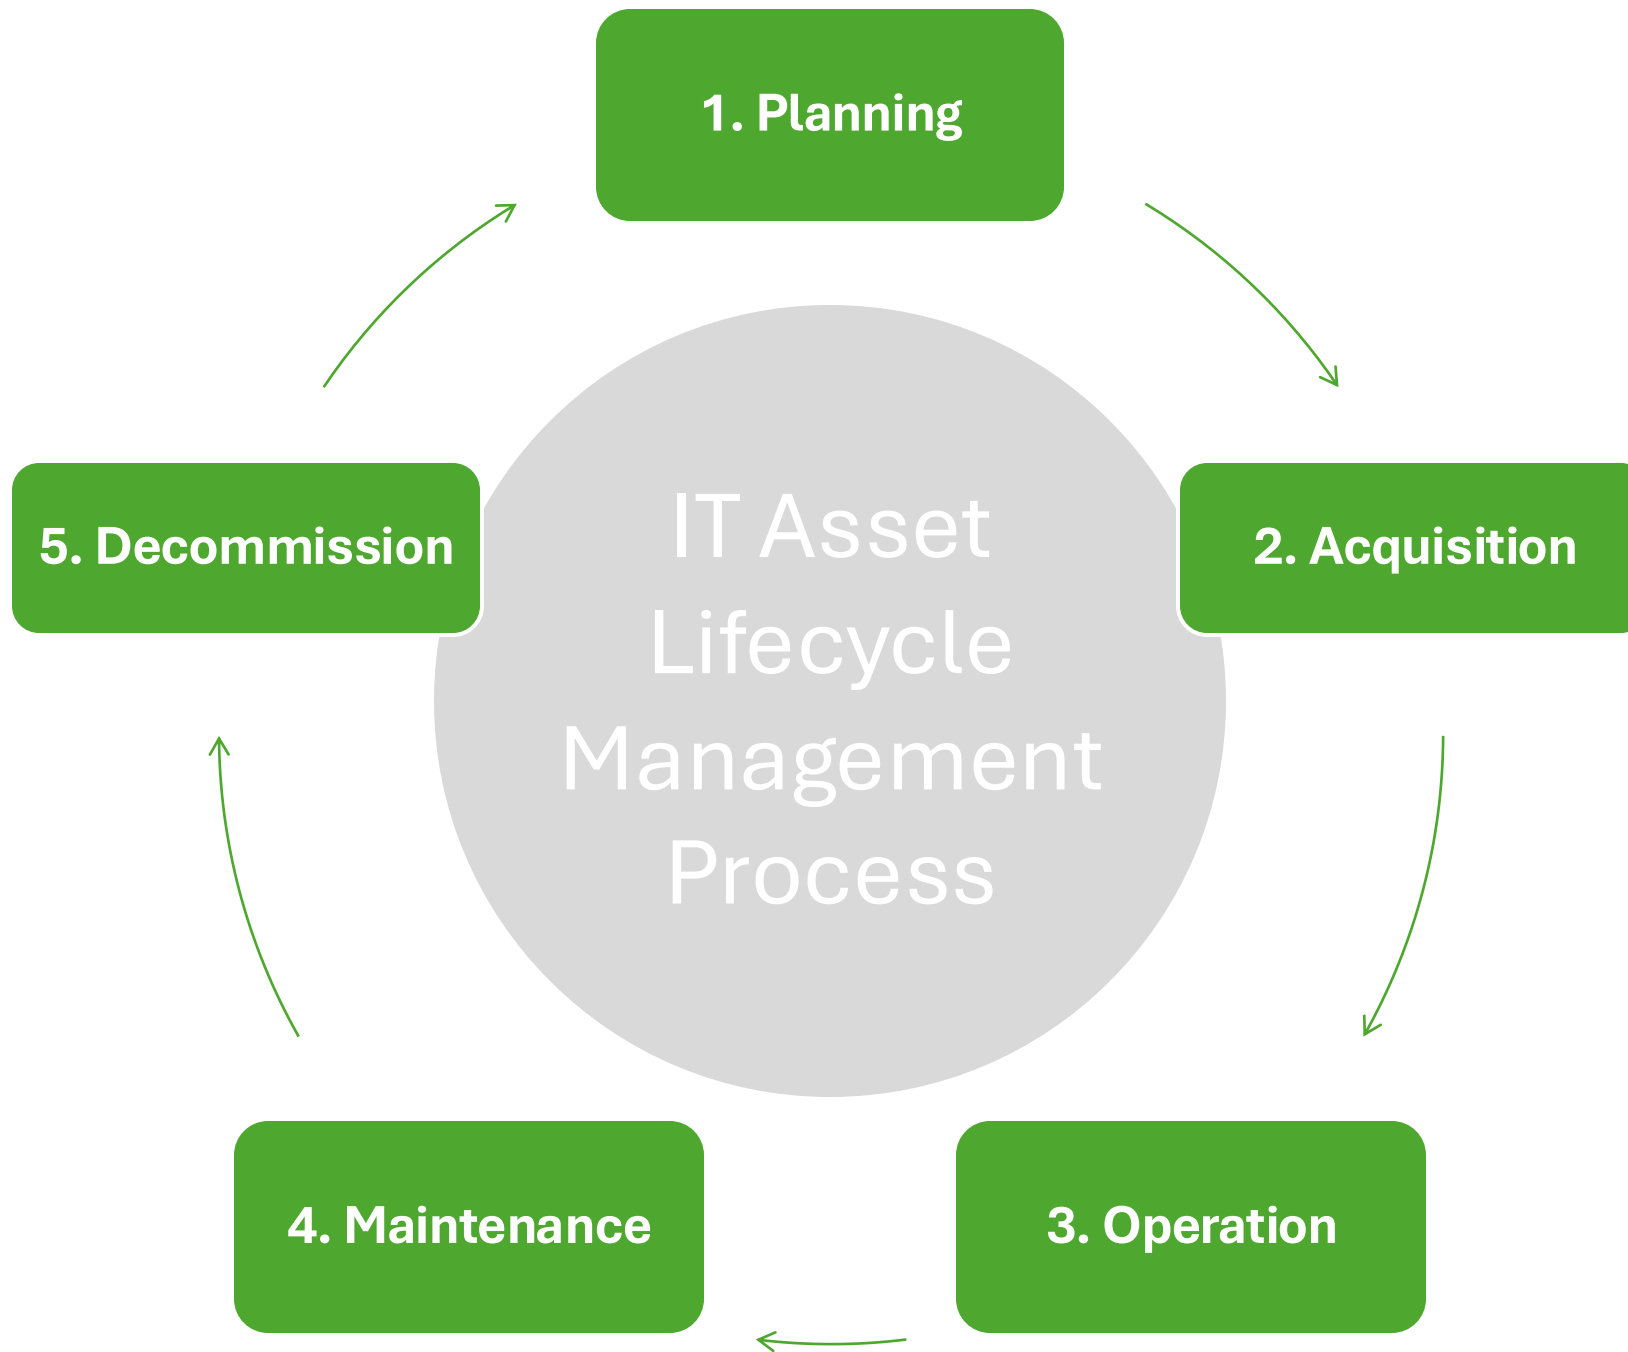 1. Planning
2. Acquisition
3. Operation
4. Maintenance
5. Decommission
IT Asset
Lifecycle
Management
Process